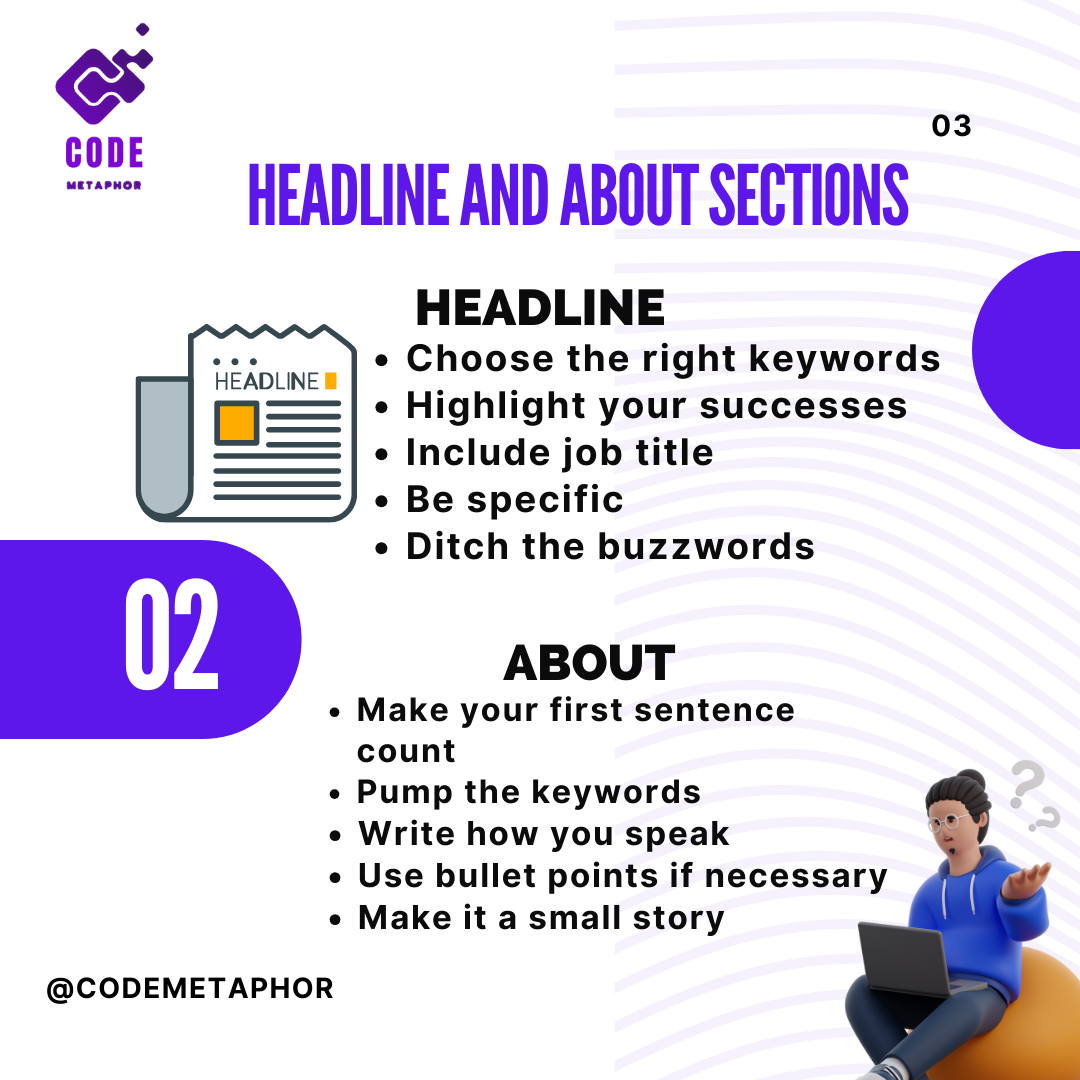 CODE
METAPHOR
03
HEADLINE AND ABOUT SECTIONS
HEADLINE
HEADLINE
• Choose the right keywords
• Highlight your successes
• Include job title
• Be specific
• Ditch the buzzwords
02
ABOUT
• Make your first sentence
count
• Pump the keywords
• Write how you speak
• Use bullet points if necessary
• Make it a small story
? ?
@CODEMETAPHOR